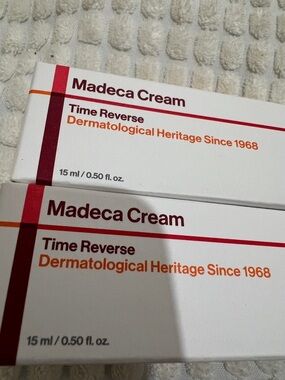 Madeca Cream
Time Reverse
Dermatological Heritage Since 1968
15 ml / 0.50 fl. oz.
Madeca Cream
Time Reverse
Dermatological Heritage Since 1968
15 ml / 0.50 fl. oz.